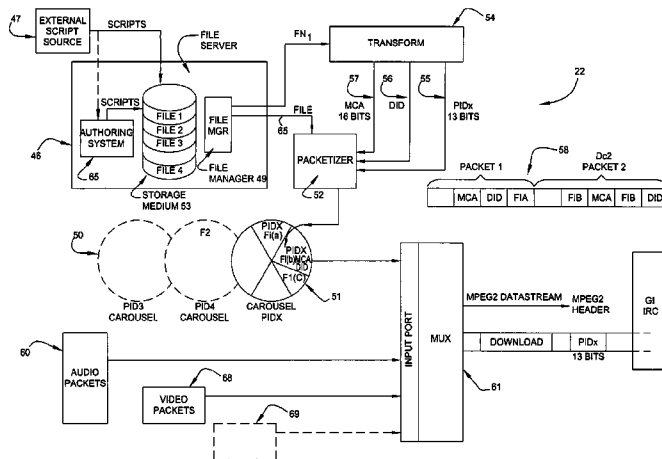 47
EXTERNAL
SCRIPT
SOURCE
SCRIPTS
FILE
SERVER
FN1
54
TRANSFORM
57
56
55
MCA
16 BITS
DID
PIDx
13 BITS
22
SCRIPTS
AUTHORING
SYSTEM
FILE 1
FILE 2
FILE 3
FILE 4
FILE
MGR
FILE
65
46
65
FILE
MANAGER 49
STORAGE
MEDIUM 53
PACKETIZER
52
58
PACKET 1
Dc2
PACKET 2
MCA DID FIA FIB MCA FIB DID
50
F2
PIDX
FI(a)
PIDX
FI(b)
MCA
DID
F1(C)
51
PID3
CAROUSEL
PID4
CAROUSEL
CAROUSEL
PIDX
INPUT PORT
MUX
MPEG2 DATASTREAM
MPEG2
HEADER
GI
IRC
DOWNLOAD PIDx
13 BITS
61
60
AUDIO
PACKETS
68
VIDEO
PACKETS
69